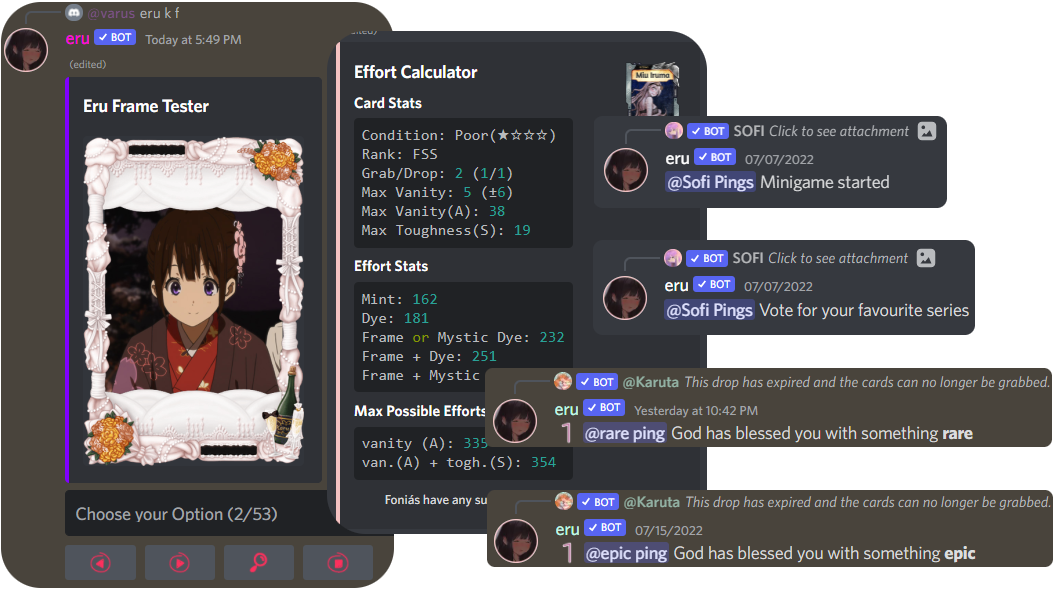 @varus eru k f
eru ✓ BOT Today at 5:49 PM
(edited)
Eru Frame Tester
Choose your Option (2/53)
Effort Calculator
Miu Iruma
Card Stats
Condition: Poor(★☆☆☆)
Rank: FSS
Grab/Drop: 2 (1/1)
Max Vanity: 5 (±6)
Max Vanity(A): 38
Max Toughness(S): 19
Effort Stats
Mint: 162
Dye: 181
Frame or Mystic Dye: 232
Frame + Dye: 251
Frame + Mystic
Max Possible Efforts
vanity (A): 335
van.(A) + togh.(S): 354
Foniás have any su
✓ BOT SOFI Click to see attachment
eru ✓ BOT 07/07/2022
@Sofi Pings Minigame started
✓ BOT SOFI Click to see attachment
eru ✓ BOT 07/07/2022
@Sofi Pings Vote for your favourite series
✓ BOT @Karuta This drop has expired and the cards can no longer be grabbed.
eru ✓ BOT Yesterday at 10:42 PM
1 @rare ping God has blessed you with something rare
✓ BOT @Karuta This drop has expired and the cards can no longer be grabbed.
eru ✓ BOT 07/15/2022
1 @epic ping God has blessed you with something epic